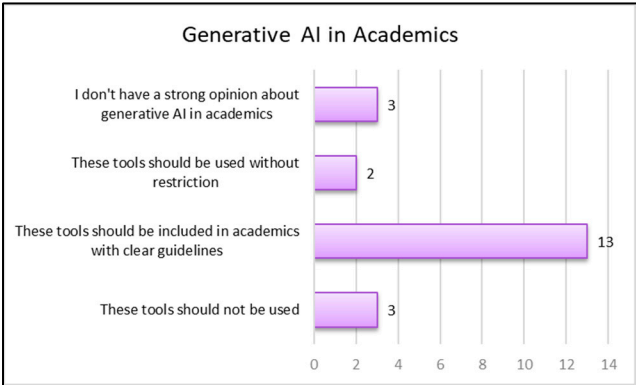 Generative AI in Academics
I don't have a strong opinion about
generative AI in academics
3
These tools should be used without
restriction
2
These tools should be included in academics
with clear guidelines
13
These tools should not be used
3
0 2 4 6 8 10 12 14